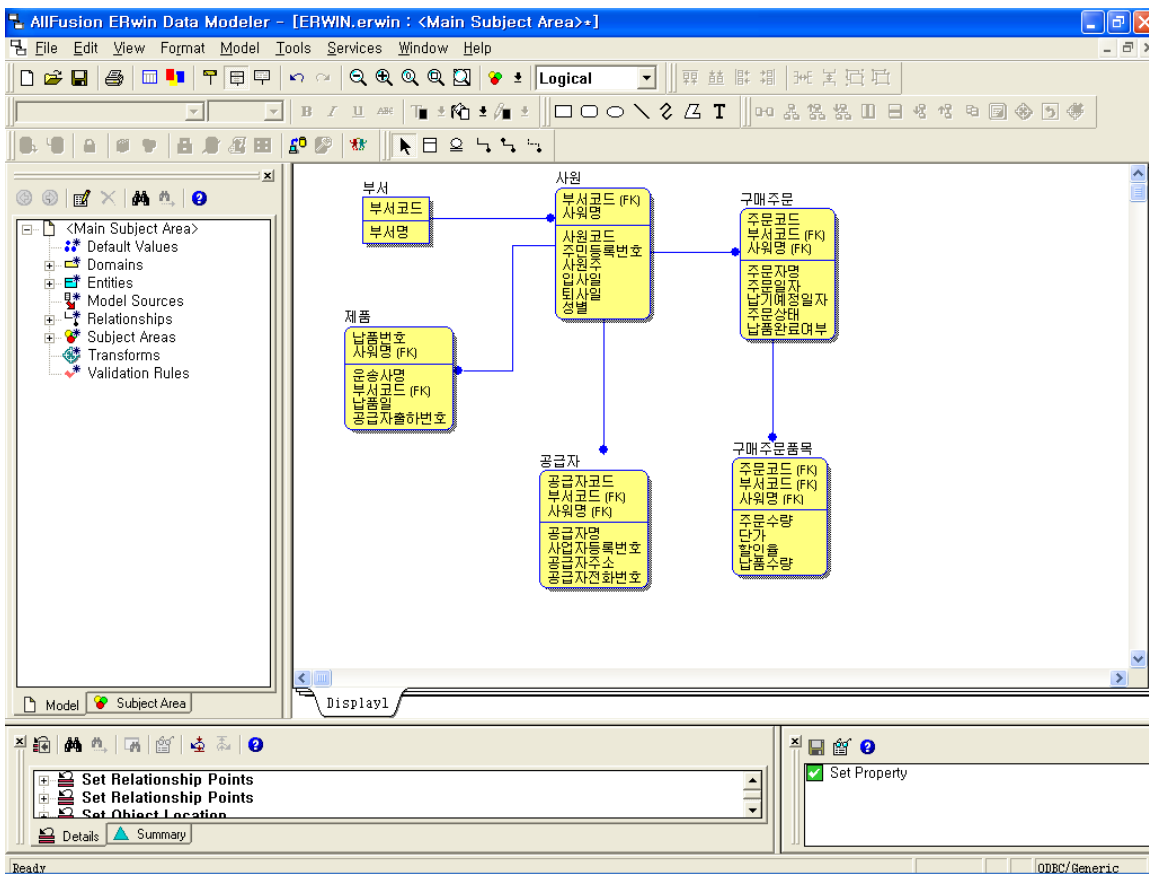 AllFusion ERwin Data Modeler - [ERWIN.erwin : <Main Subject Area>*]
File Edit View Format Model Tools Services Window Help
Logical
B I U ABC T
<Main Subject Area>
Default Values
Domains
Entities
Model Sources
Relationships
Subject Areas
Transforms
Validation Rules
Model
Subject Area
부서
부서코드
부서명
사원
부서코드 (FK)
사워명
사원코드
주민등록번호
사원주
입사일
퇴사일
성별
구매주문
주문코드
부서코드 (FK)
사워명 (FK)
주문자명
주문일자
납기예정일자
주문상태
납품완료여부
제품
납품번호
사워명 (FK)
운송사명
부서코드 (FK)
납품일
공급자출하번호
공급자
공급자코드
부서코드 (FK)
사워명 (FK)
공급자명
사업자등록번호
공급자주소
공급자전화번호
구매주문품목
주문코드 (FK)
부서코드 (FK)
사워명 (FK)
주문수량
단가
할인율
납품수량
Display1
Set Relationship Points
Set Relationship Points
Set Object Location
Details
Summary
Set Property
Ready
ODBC/Generic